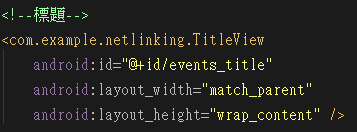 <!--標題-->
<com.example.netlinking.TitleView
android:id="@+id/events_title"
android:layout_width="match_parent"
android:layout_height="wrap_content" />